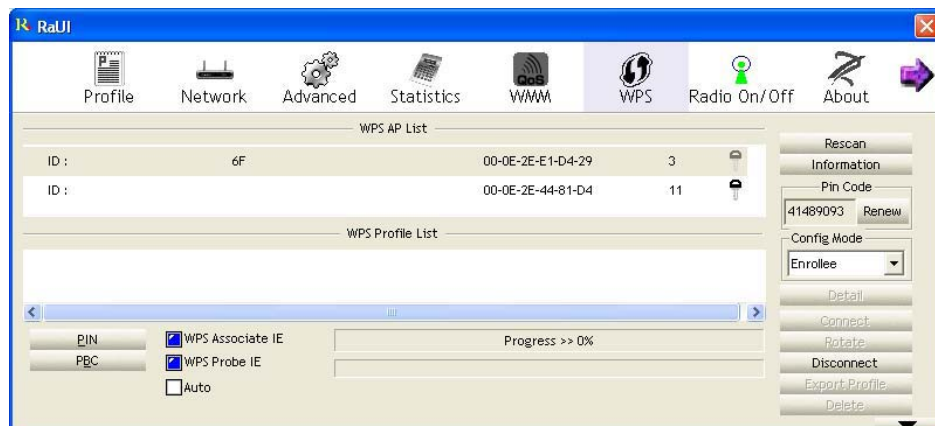 RaUI
Profile Network Advanced Statistics QoS WMM WPS Radio On/Off About
WPS AP List
ID : 6F 00-0E-2E-E1-D4-29 3
ID : 00-0E-2E-44-81-D4 11
WPS Profile List
PIN
PBC
WPS Associate IE
WPS Probe IE
Auto
Progress >> 0%
Rescan
Information
Pin Code
41489093 Renew
Config Mode
Enrollee
Detail
Connect
Rotate
Disconnect
Export Profile
Delete